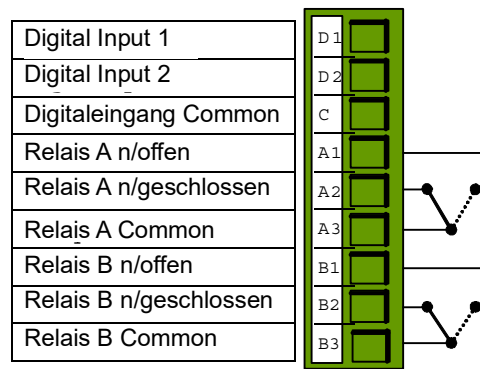 Digital Input 1 D1
Digital Input 2 D2
Digitaleingang Common C
Relais A n/offen A1
Relais A n/geschlossen A2
Relais A Common A3
Relais B n/offen B1
Relais B n/geschlossen B2
Relais B Common B3